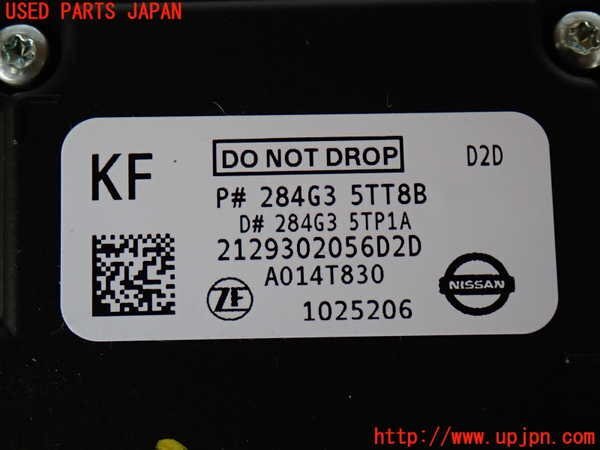 USED PARTS JAPAN
KF
DO NOT DROP
D2D
P# 284G3 5TT8B
D# 284G3 5TP1A
2129302056D2D
A014T830
ZF
NISSAN
1025206
http://www.upjpn.com/